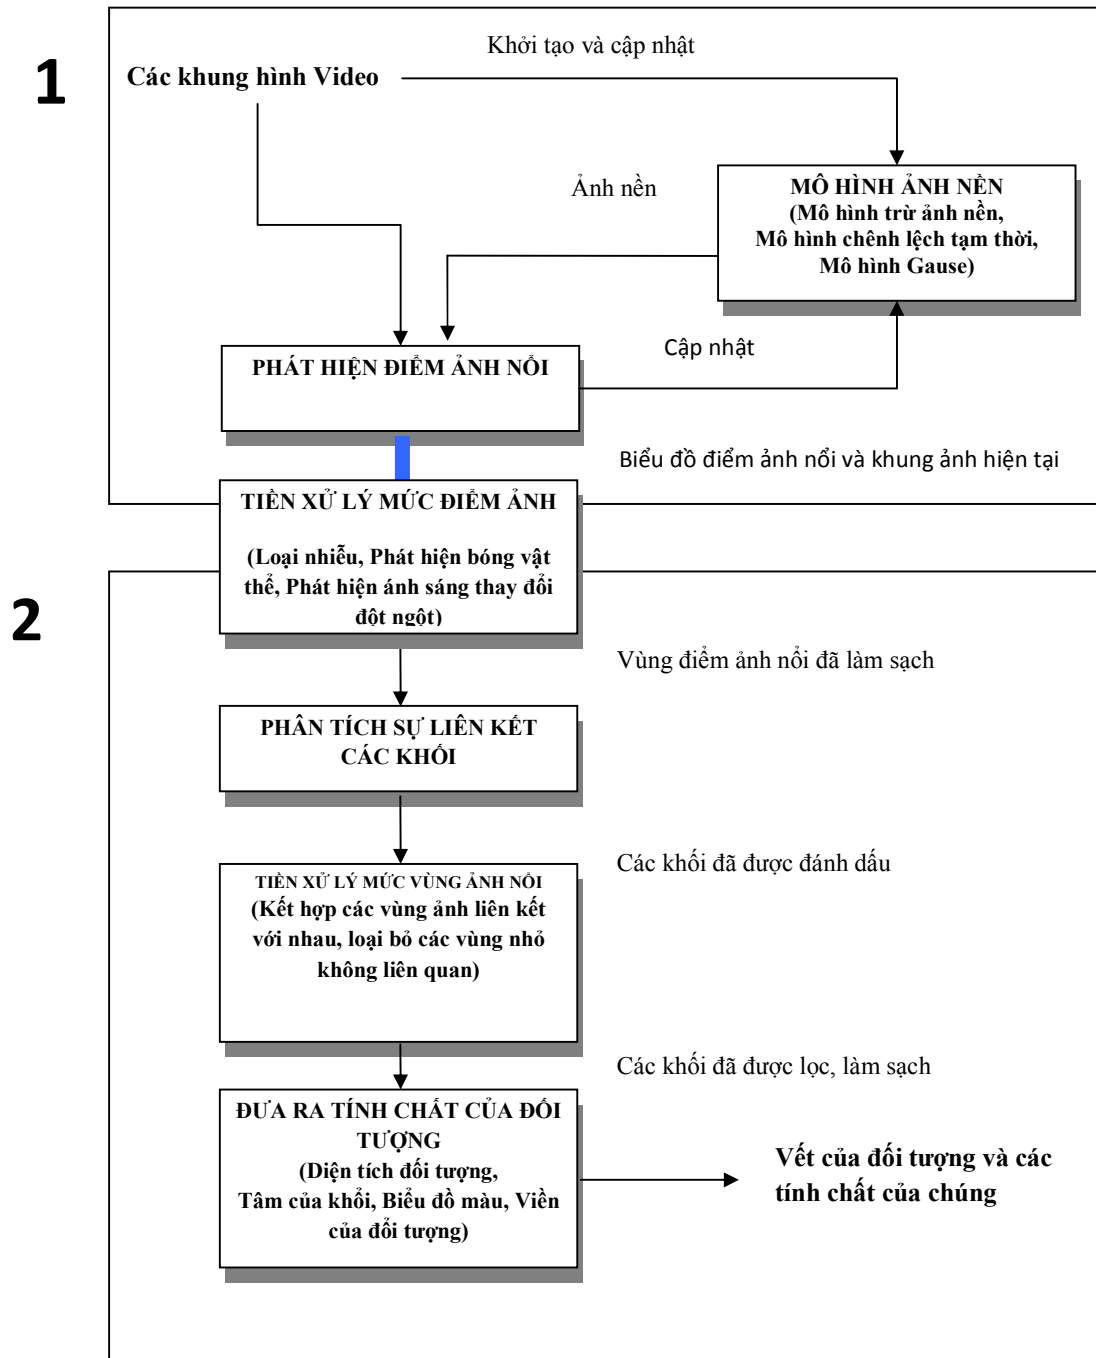 Khởi tạo và cập nhật
1
Các khung hình Video
Ảnh nền
MÔ HÌNH ẢNH NỀN
(Mô hình trừ ảnh nền,
Mô hình chênh lệch tạm thời,
Mô hình Gause)
Cập nhật
PHÁT HIỆN ĐIỂM ẢNH NỔI
Biểu đồ điểm ảnh nổi và khung ảnh hiện tại
TIỀN XỬ LÝ MỨC ĐIỂM ẢNH
(Loại nhiễu, Phát hiện bóng vật
thể, Phát hiện ánh sáng thay đổi
đột ngột)
2
Vùng điểm ảnh nổi đã làm sạch
PHÂN TÍCH SỰ LIÊN KẾT
CÁC KHỐI
Các khối đã được đánh dấu
TIỀN XỬ LÝ MỨC VÙNG ẢNH NỔI
(Kết hợp các vùng ảnh liên kết
với nhau, loại bỏ các vùng nhỏ
không liên quan)
Các khối đã được lọc, làm sạch
ĐƯA RA TÍNH CHẤT CỦA ĐỐI
TƯỢNG
(Diện tích đối tượng,
Tâm của khối, Biểu đồ màu, Viền
của đối tượng)
Vết của đối tượng và các
tính chất của chúng